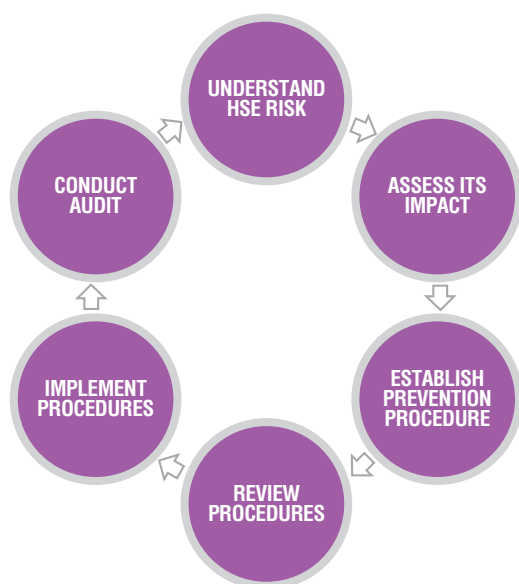 UNDERSTAND
HSE RISK
ASSESS ITS
IMPACT
ESTABLISH
PREVENTION
PROCEDURE
REVIEW
PROCEDURES
IMPLEMENT
PROCEDURES
CONDUCT
AUDIT